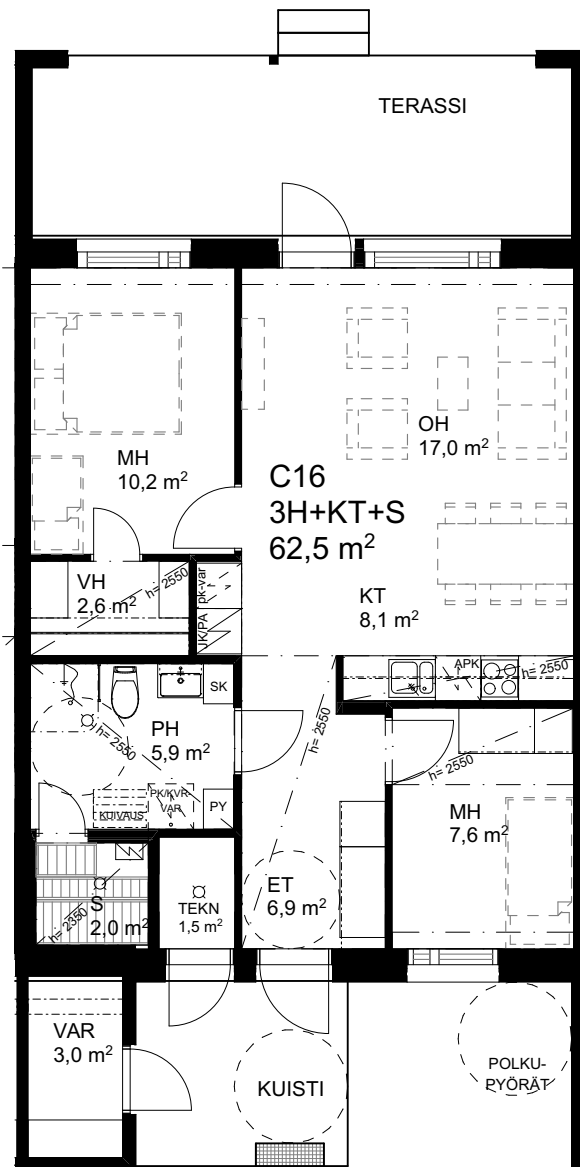 TERASSI
OH
17,0 m²
MH
10,2 m²
C16
3H+KT+S
62,5 m²
VH
2,6 m²
h= 2550
pk-var
JK/PA
KT
8,1 m²
APK
h= 2550
SK
PH
5,9 m²
h= 2550
h= 2550
h= 2550
PK/KVR-
VAR
KUIVAUS
PY
MH
7,6 m²
S
2,0 m²
h= 2350
TEKN
1,5 m²
ET
6,9 m²
VAR
3,0 m²
KUISTI
POLKU-
PYÖRÄT